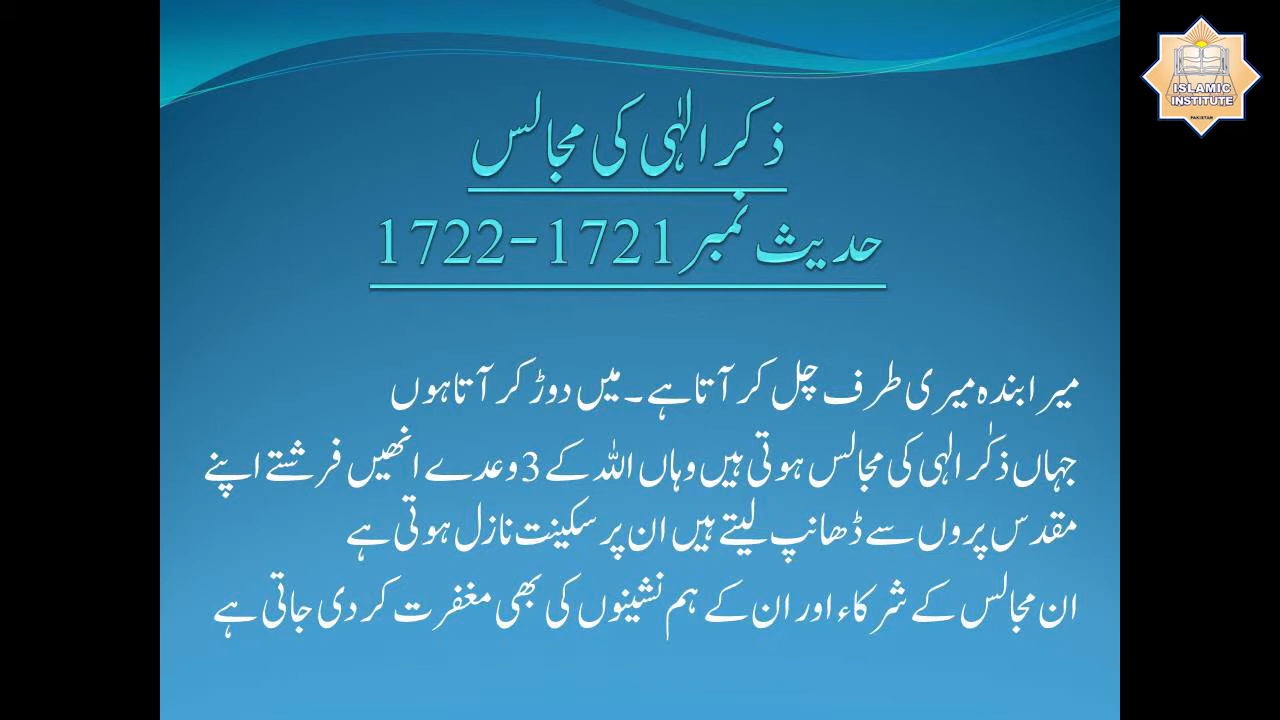 ذکر الٰہی کی مجالس
حدیث نمبر 1721-1722
میرا بندہ میری طرف چل کر آتا ہے۔ میں دوڑ کر آتا ہوں
جہاں ذکٰر الہی کی مجالس ہوتی ہیں وہاں اللہ کے 3 وعدے انھیں فرشتے اپنے
مقدس پروں سے ڈھانپ لیتے ہیں ان پر سکینت نازل ہوتی ہے
ان مجالس کے شرکاء اور ان کے ہم نشینوں کی بھی مغفرت کر دی جاتی ہے
ISLAMIC
INSTITUTE
PAKISTAN